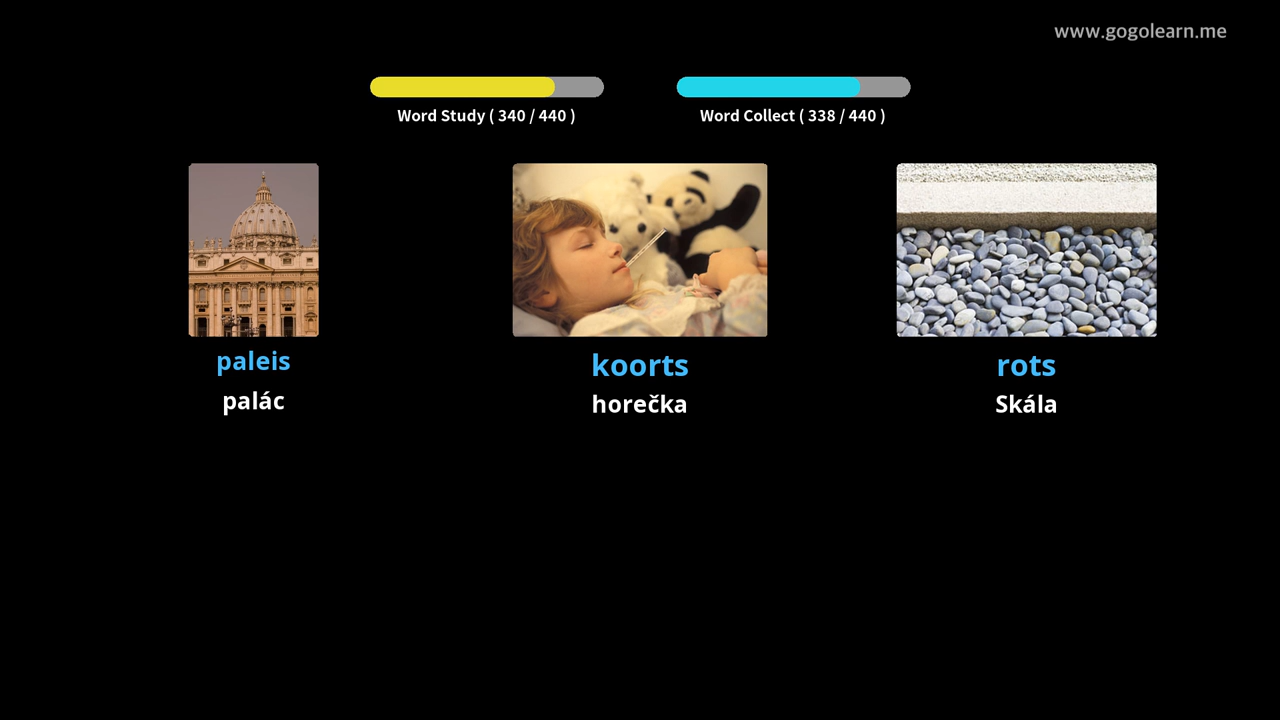 www.gogolearn.me
Word Study ( 340 / 440 )
Word Collect ( 338 / 440 )
paleis
palác
koorts
horečka
rots
Skála